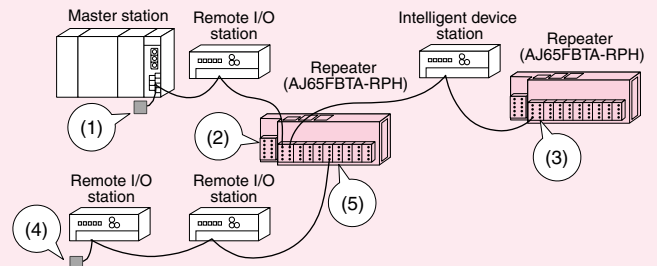 Master station
Remote I/O
station
Intelligent device
station
Repeater
(AJ65FBTA-RPH)
Repeater
(AJ65FBTA-RPH)
(1)
(2)
(3)
Remote I/O
station
Remote I/O
station
(4)
(5)